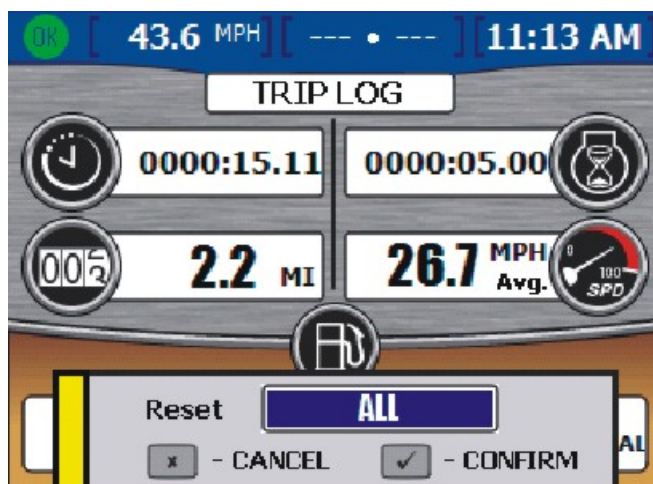 OK [ 43.6 MPH ] [ --- • --- ] [ 11:13 AM
TRIP LOG
0000:15.11 0000:05.00
2.2 MI 26.7 MPH Avg.
0 100 SPD
Reset ALL
x - CANCEL ✓ - CONFIRM
AL